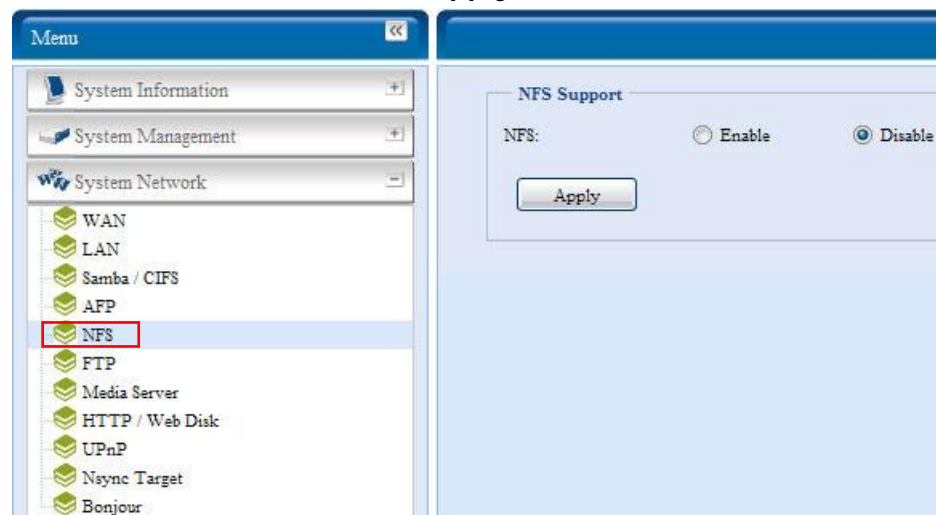 Menu
System Information
System Management
System Network
WAN
LAN
Samba / CIFS
AFP
NFS
FTP
Media Server
HTTP / Web Disk
UPnP
Nsync Target
Bonjour
NFS Support
NFS: Enable Disable
Apply